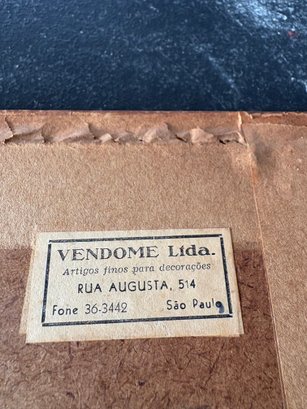 VENDOME Ltda.
Artigos finos para decorações
RUA AUGUSTA, 514
Fone 36-3442 São Paulo